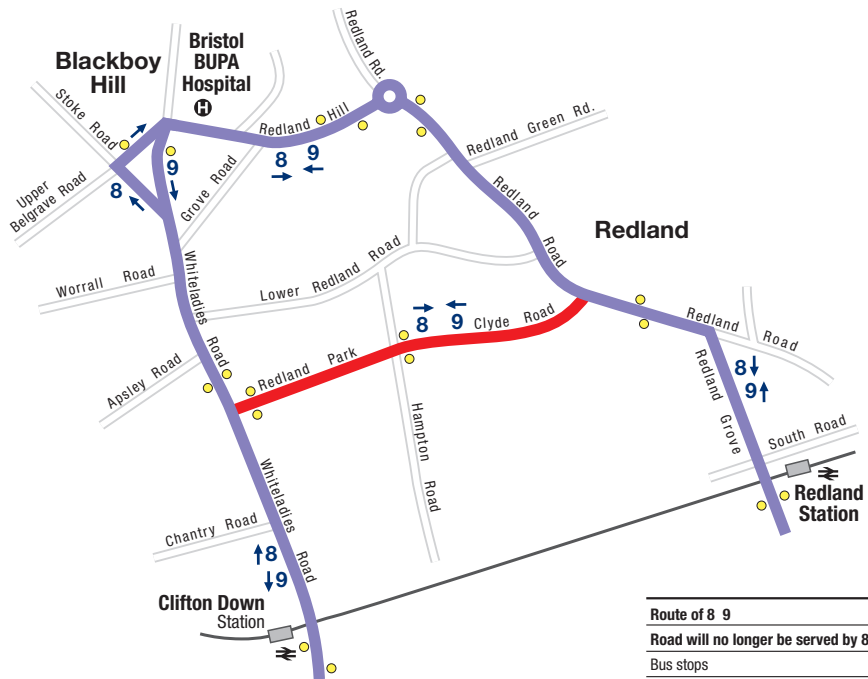 Blackboy
Hill
Bristol
BUPA
Hospital
H
Redland Rd.
Stoke Road
Redland Hill
Redland Green Rd.
9
8
8 9
Upper
Belgrave Road
Grove Road
Redland
Road
Redland
Worrall Road
Whiteladies
Road
Lower Redland Road
8 9
Clyde Road
Redland
Road
Apsley Road
Redland Park
Redland Grove
8
9
Hampton
Road
South Road
Whiteladies
Road
Redland
Station
Chantry Road
8
9
Clifton Down
Station
Route of 8 9
Road will no longer be served by 8
Bus stops